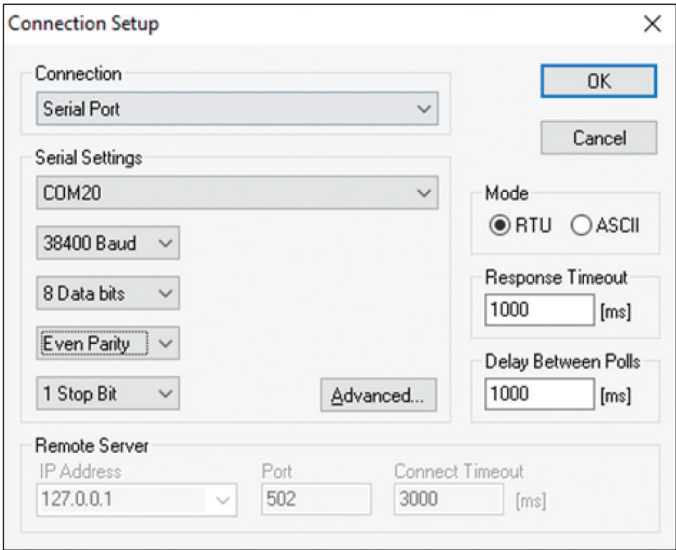 Connection Setup
Connection
OK
Serial Port
Cancel
Serial Settings
COM20
Mode
RTU ASCII
38400 Baud
8 Data bits
Response Timeout
1000 [ms]
Even Parity
Delay Between Polls
1 Stop Bit
Advanced...
1000 [ms]
Remote Server
IP Address Port Connect Timeout
127.0.0.1 502 3000 [ms]